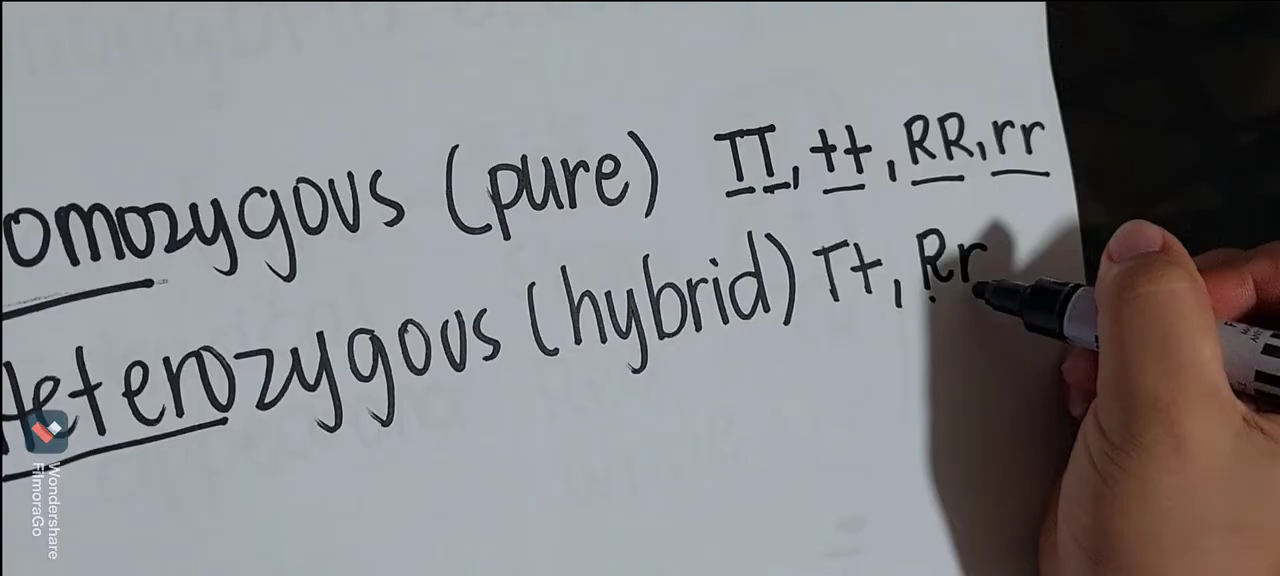 omozygous (pure) TT, tt, RR, rr
Heterozygous (hybrid) Tt, Rr
Wondershare
FilmoraGo